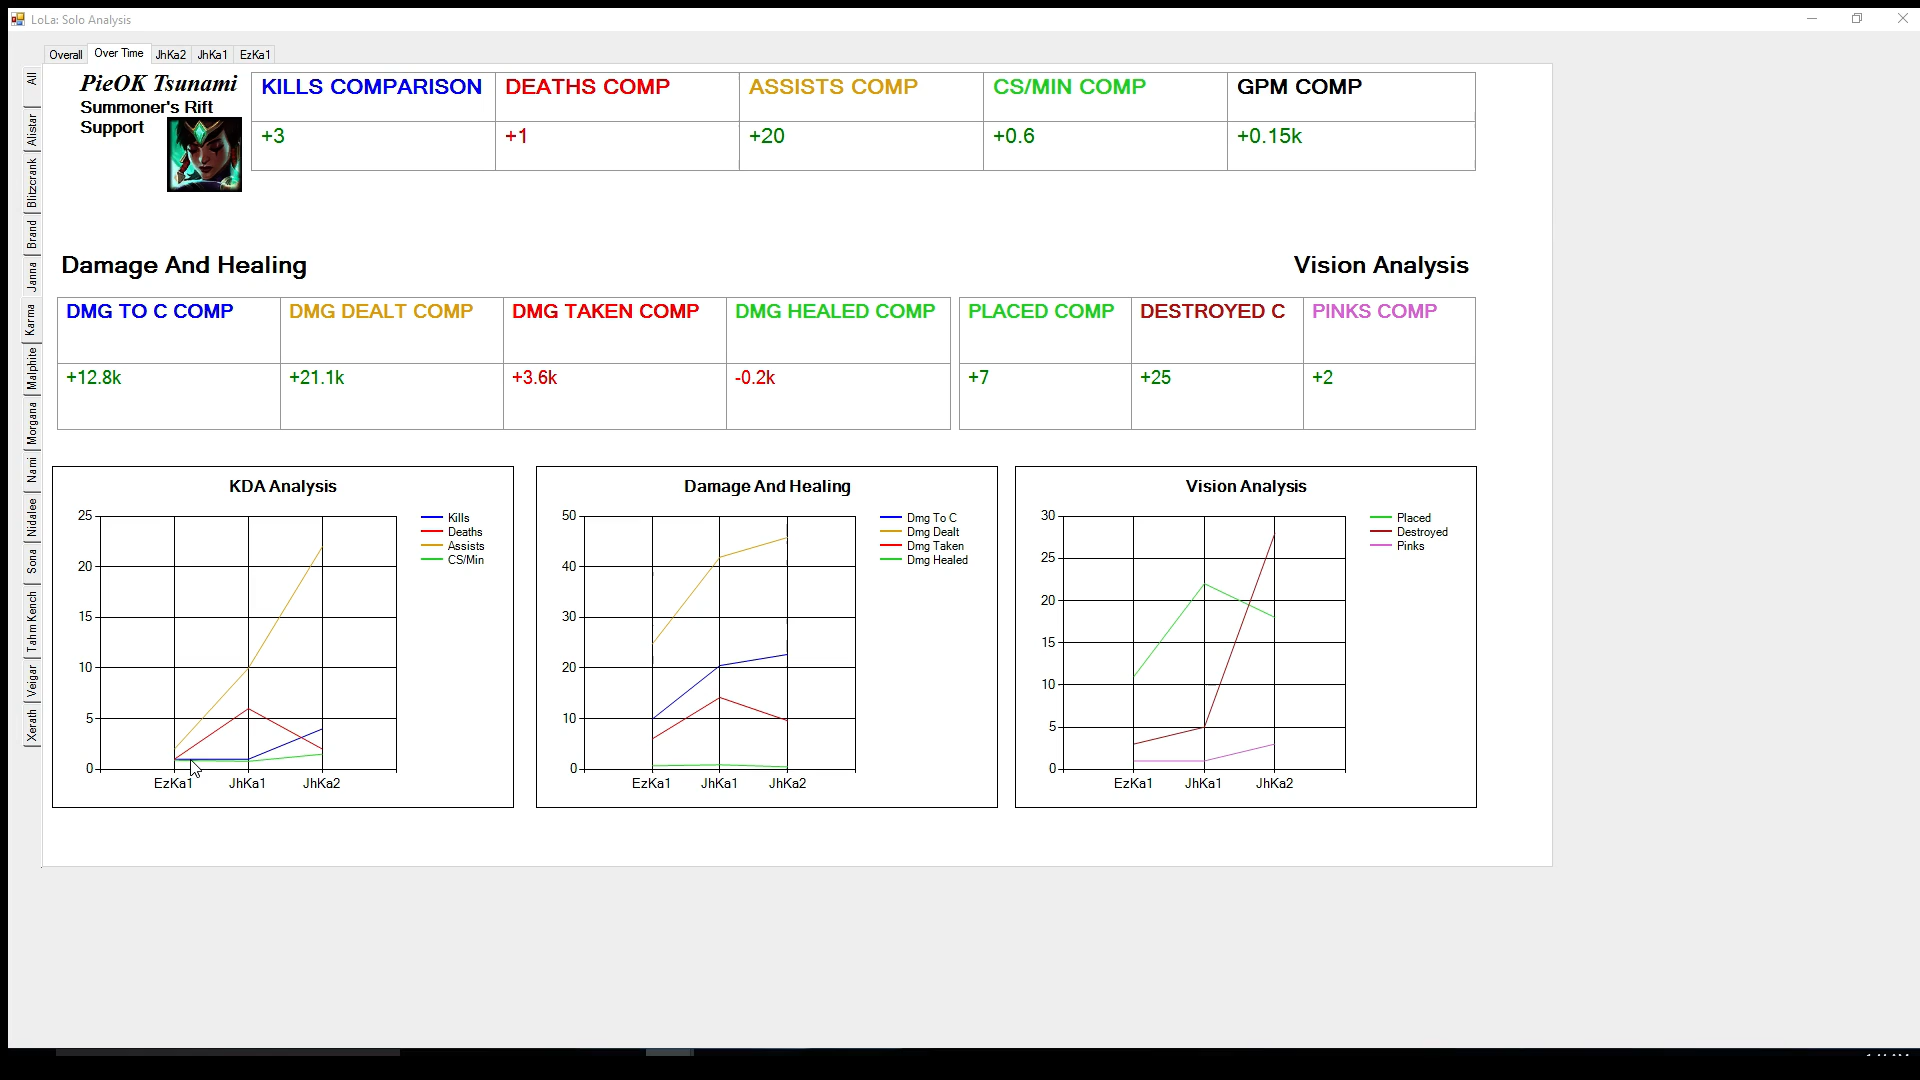 LoLa: Solo Analysis
Overall Over Time JhKa2 JhKa1 EzKa1
All
Alistar
Blitzcrank
Brand
Janna
Karma
Malphite
Morgana
Nami
Nidalee
Sona
Tahm Kench
Veigar
Xerath
PieOK Tsunami
Summoner's Rift
Support
KILLS COMPARISON DEATHS COMP ASSISTS COMP CS/MIN COMP GPM COMP
+3 +1 +20 +0.6 +0.15k
Damage And Healing Vision Analysis
DMG TO C COMP DMG DEALT COMP DMG TAKEN COMP DMG HEALED COMP PLACED COMP DESTROYED C PINKS COMP
+12.8k +21.1k +3.6k -0.2k +7 +25 +2
KDA Analysis
25
20
15
10
5
0
EzKa1 JhKa1 JhKa2
Kills
Deaths
Assists
CS/Min
Damage And Healing
50
40
30
20
10
0
EzKa1 JhKa1 JhKa2
Dmg To C
Dmg Dealt
Dmg Taken
Dmg Healed
Vision Analysis
30
25
20
15
10
5
0
EzKa1 JhKa1 JhKa2
Placed
Destroyed
Pinks